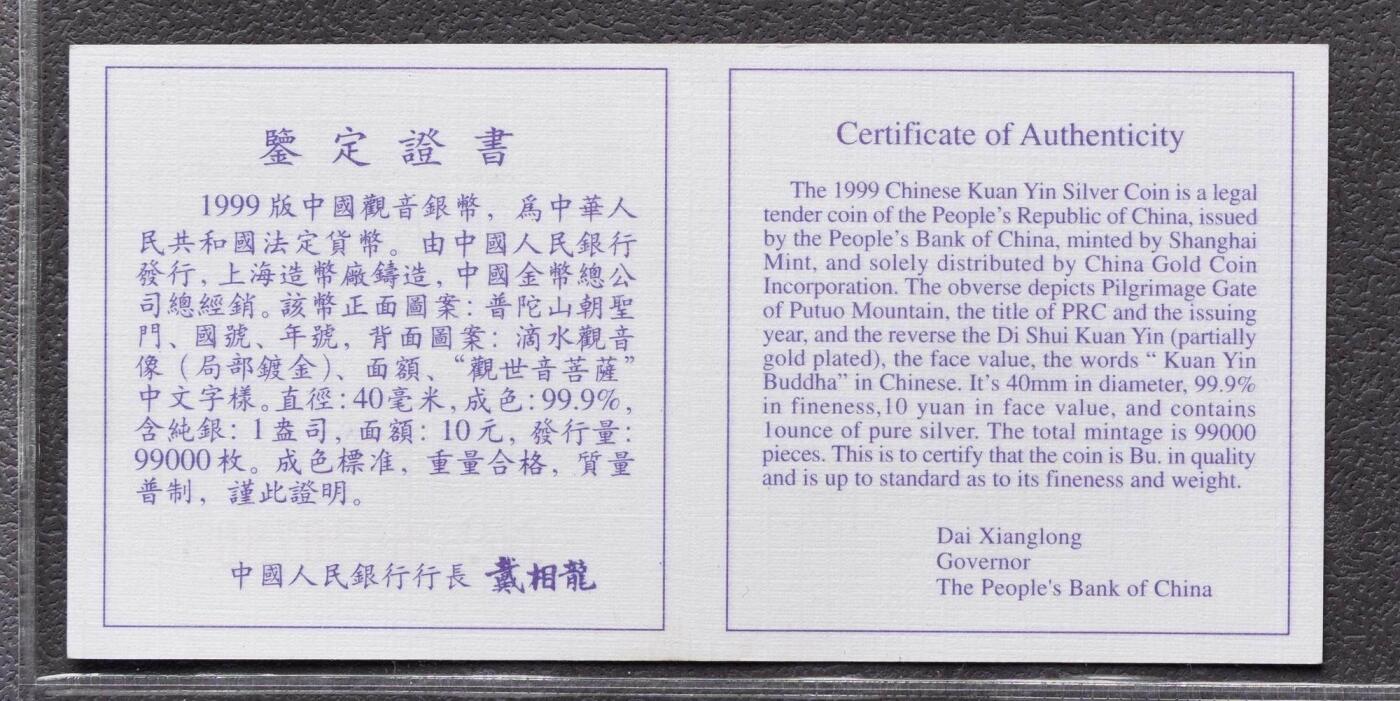 鑒定證書
1999版中國觀音銀幣，爲中華人
民共和國法定貨幣。由中國人民銀行
發行，上海造幣廠鑄造，中國金幣總公
司總經銷。該幣正面圖案：普陀山朝聖
門、國號、年號，背面圖案：滴水觀音
像（局部鍍金）、面額、“觀世音菩薩”
中文字樣。直徑：40毫米，成色：99.9%，
含純銀：1盎司，面額：10元，發行量：
99000枚。成色標准，重量合格，質量
普制，謹此證明。
中國人民銀行行長 戴相龍
Certificate of Authenticity
The 1999 Chinese Kuan Yin Silver Coin is a legal
tender coin of the People's Republic of China, issued
by the People's Bank of China, minted by Shanghai
Mint, and solely distributed by China Gold Coin
Incorporation. The obverse depicts Pilgrimage Gate
of Putuo Mountain, the title of PRC and the issuing
year, and the reverse the Di Shui Kuan Yin (partially
gold plated), the face value, the words “ Kuan Yin
Buddha” in Chinese. It's 40mm in diameter, 99.9%
in fineness,10 yuan in face value, and contains
1ounce of pure silver. The total mintage is 99000
pieces. This is to certify that the coin is Bu. in quality
and is up to standard as to its fineness and weight.
Dai Xianglong
Governor
The People's Bank of China